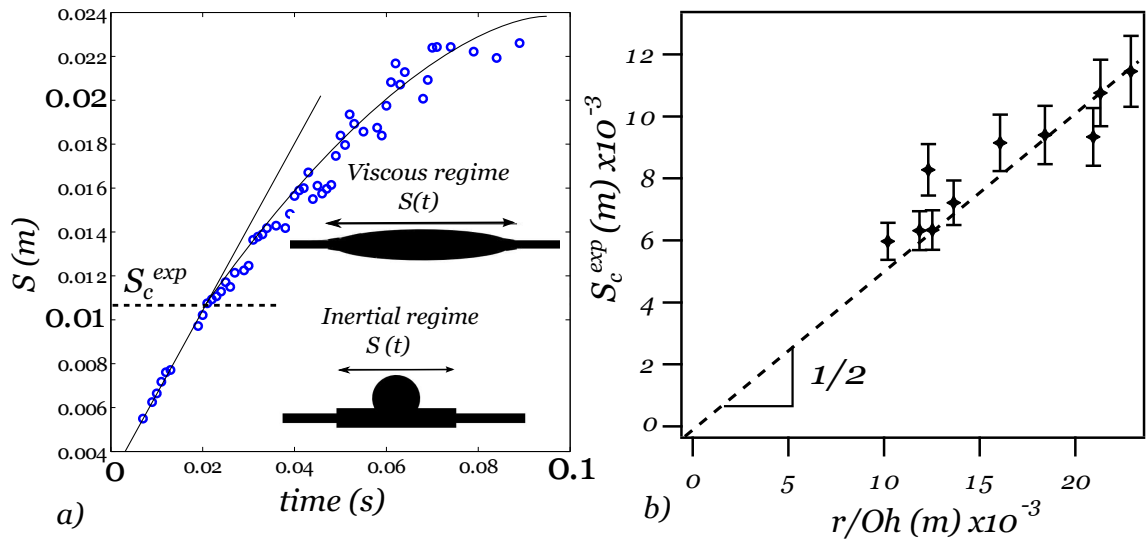 0.024
0.022
0.02
0.018
0.016
0.014
0.012
0.01
0.008
0.006
0.004
S (m)
S_c^exp
Viscous regime
S(t)
Inertial regime
S (t)
0 0.02 0.04 0.06 0.08 0.1
time (s)
a)
12
10
8
6
4
2
0
S_c^exp (m) x10^-3
1/2
0 5 10 15 20
r/Oh (m) x10^-3
b)